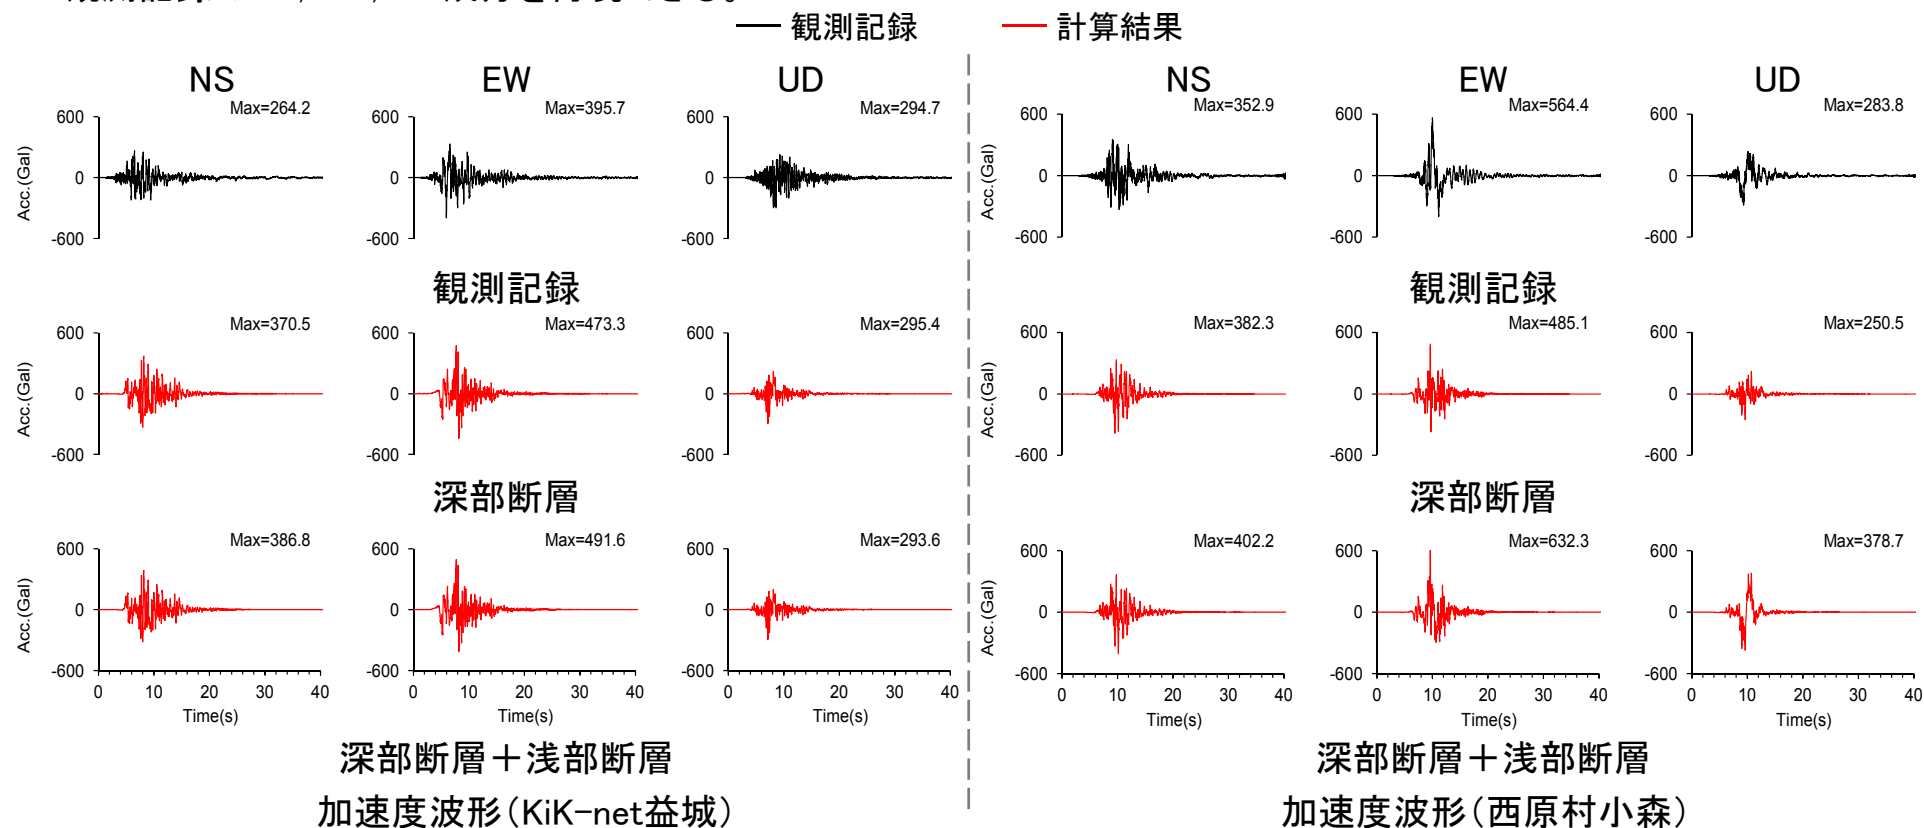 観測記録
計算結果
NS EW UD
Max=264.2 Max=395.7 Max=294.7
600 600 600
Acc.(Gal)
0 0 0
-600 -600 -600
観測記録
Max=370.5 Max=473.3 Max=295.4
600 600 600
Acc.(Gal)
0 0 0
-600 -600 -600
深部断層
Max=386.8 Max=491.6 Max=293.6
600 600 600
Acc.(Gal)
0 0 0
-600 -600 -600
0 10 20 30 40 0 10 20 30 40 0 10 20 30 40
Time(s) Time(s) Time(s)
深部断層＋浅部断層
加速度波形（KiK-net益城）
NS EW UD
Max=352.9 Max=564.4 Max=283.8
600 600 600
Acc.(Gal)
0 0 0
-600 -600 -600
観測記録
Max=382.3 Max=485.1 Max=250.5
600 600 600
Acc.(Gal)
0 0 0
-600 -600 -600
深部断層
Max=402.2 Max=632.3 Max=378.7
600 600 600
Acc.(Gal)
0 0 0
-600 -600 -600
0 10 20 30 40 0 10 20 30 40 0 10 20 30 40
Time(s) Time(s) Time(s)
深部断層＋浅部断層
加速度波形（西原村小森）